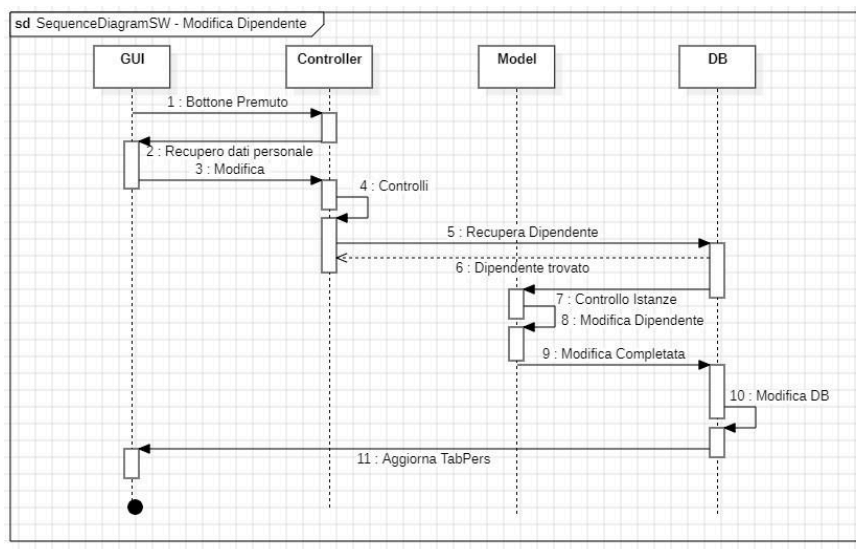 sd SequenceDiagramSW - Modifica Dipendente
GUI
Controller
Model
DB
1 : Bottone Premuto
2 : Recupero dati personale
3 : Modifica
4 : Controlli
5 : Recupera Dipendente
6 : Dipendente trovato
7 : Controllo Istanze
8 : Modifica Dipendente
9 : Modifica Completata
10 : Modifica DB
11 : Aggiorna TabPers